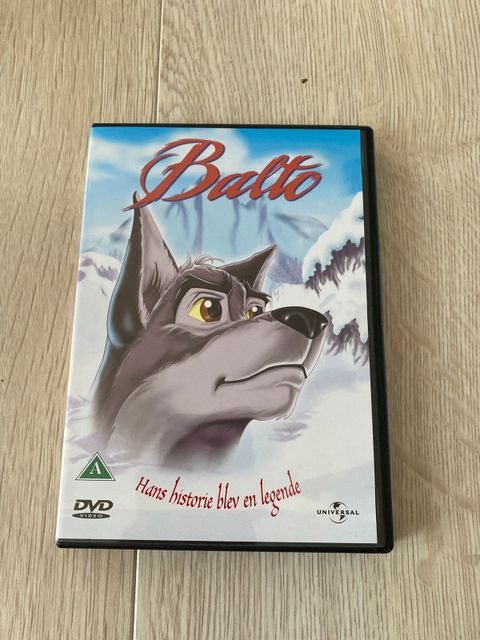 Balto
Hans historie blev en legende
A
DVD
VIDEO
UNIVERSAL